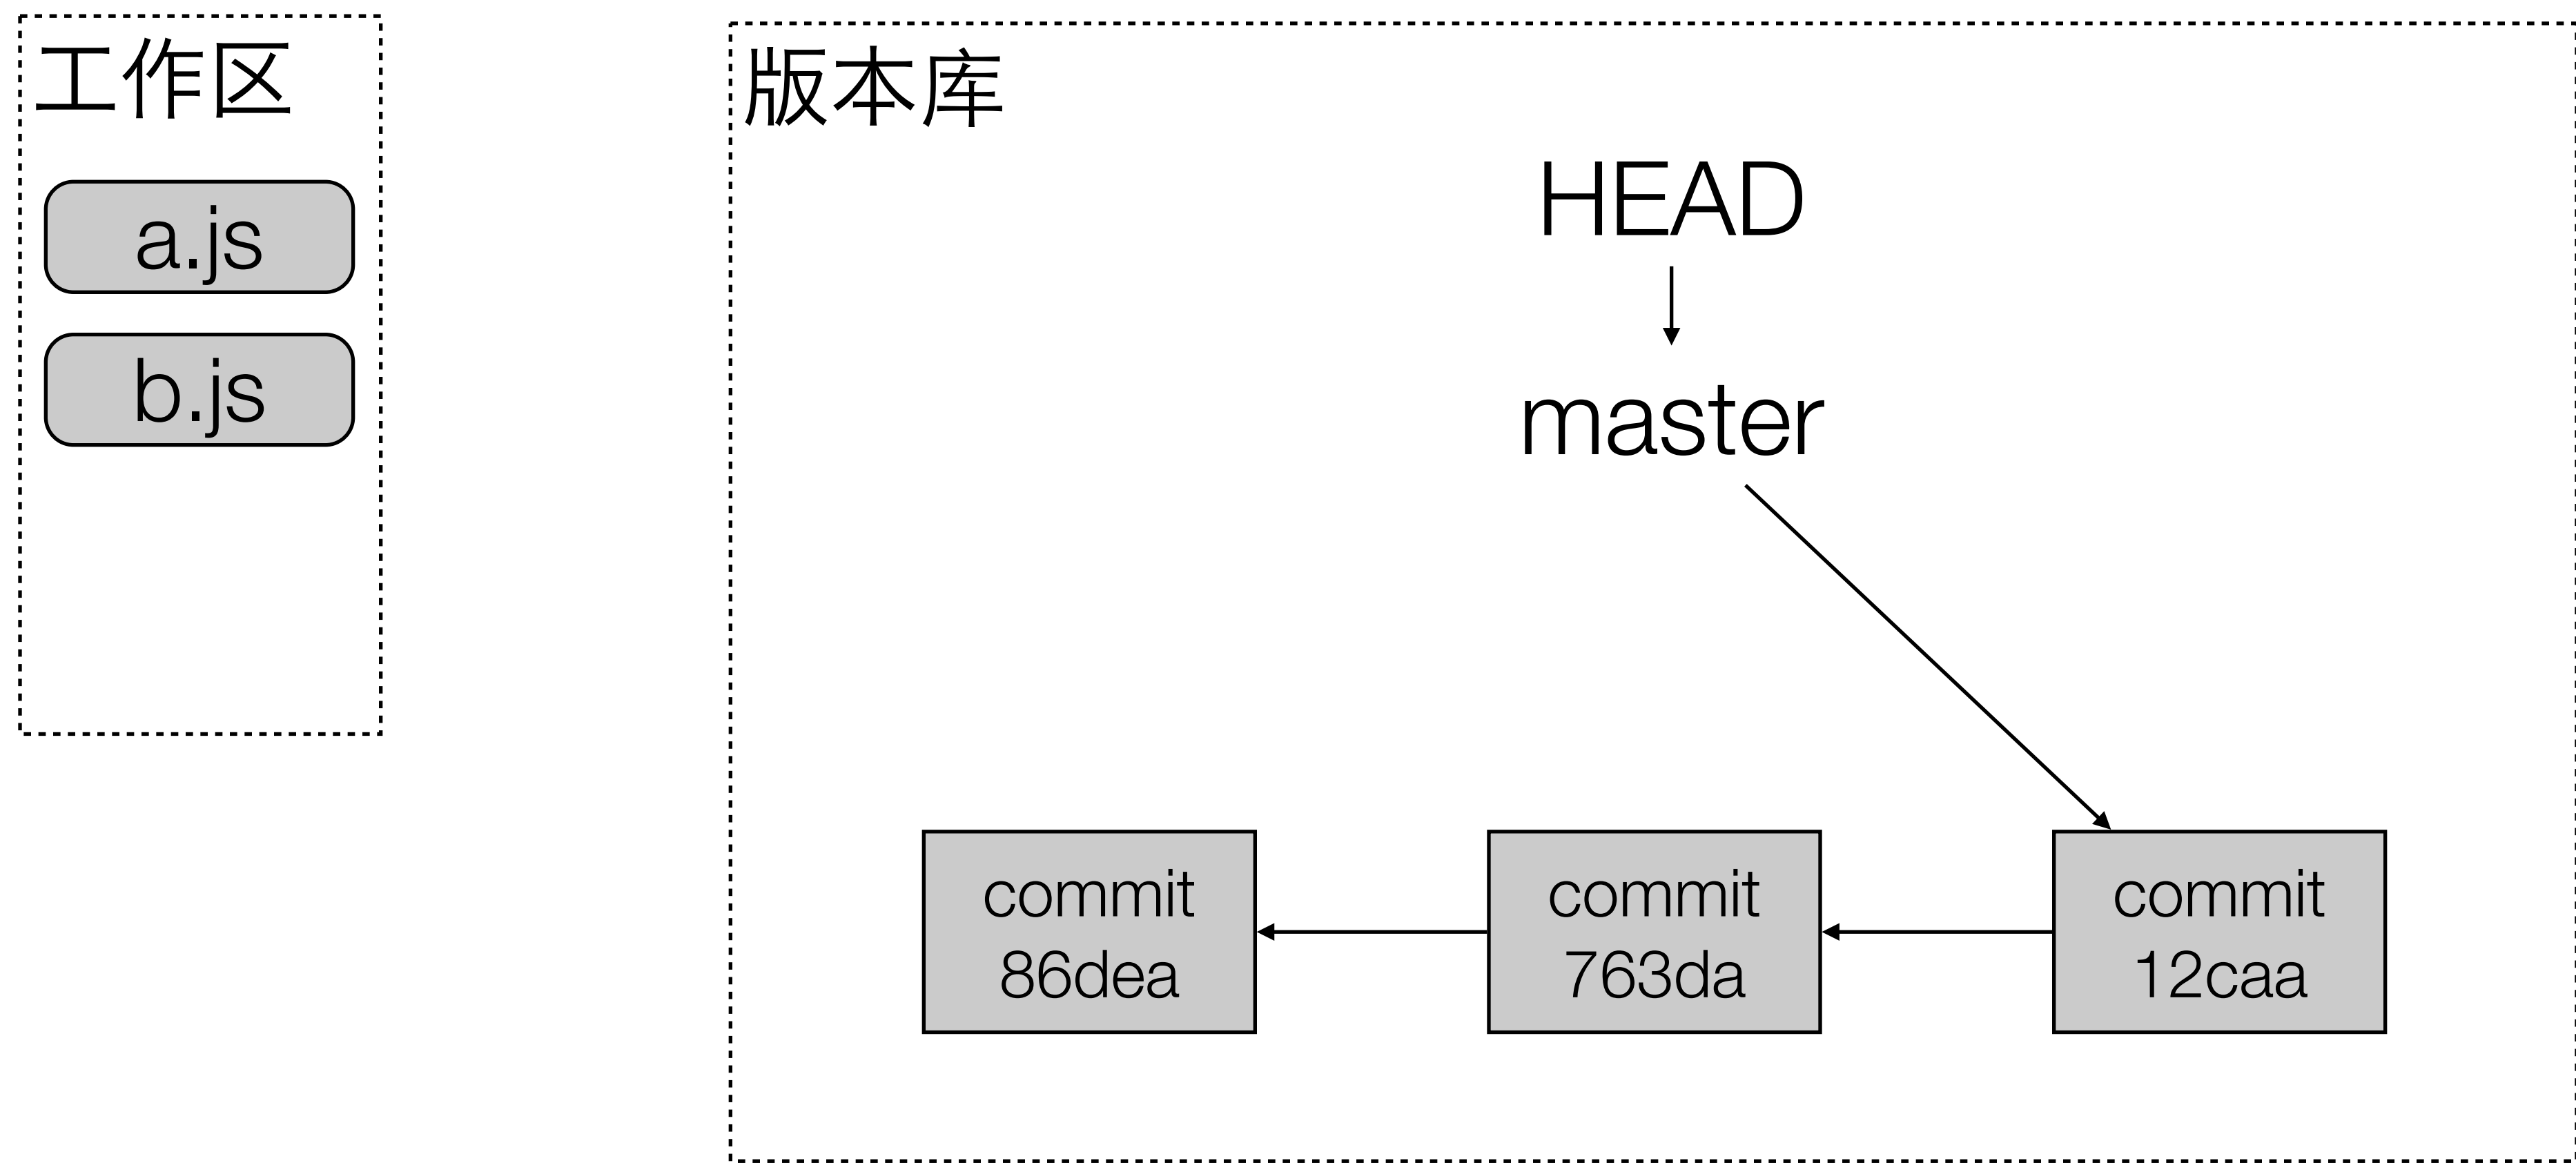 工作区
a.js
b.js
版本库
HEAD
master
commit
86dea
commit
763da
commit
12caa